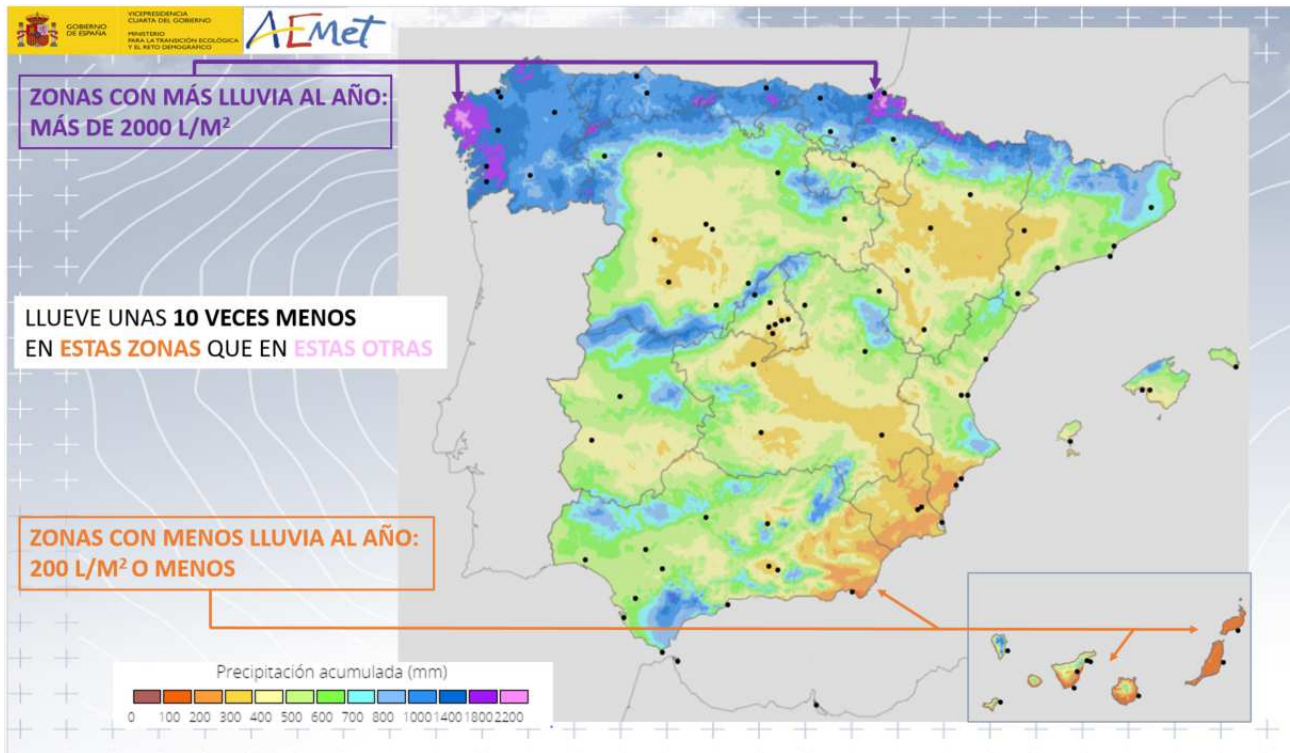 GOBIERNO
DE ESPAÑA
VICEPRESIDENCIA
CUARTA DEL GOBIERNO
MINISTERIO
PARA LA TRANSICIÓN ECOLÓGICA
Y EL RETO DEMOGRÁFICO
AEMet
ZONAS CON MÁS LLUVIA AL AÑO:
MÁS DE 2000 L/M²
LLUEVE UNAS 10 VECES MENOS
EN ESTAS ZONAS QUE EN ESTAS OTRAS
ZONAS CON MENOS LLUVIA AL AÑO:
200 L/M² O MENOS
Precipitación acumulada (mm)
0 100 200 300 400 500 600 700 800 1000 1400 1800 2200